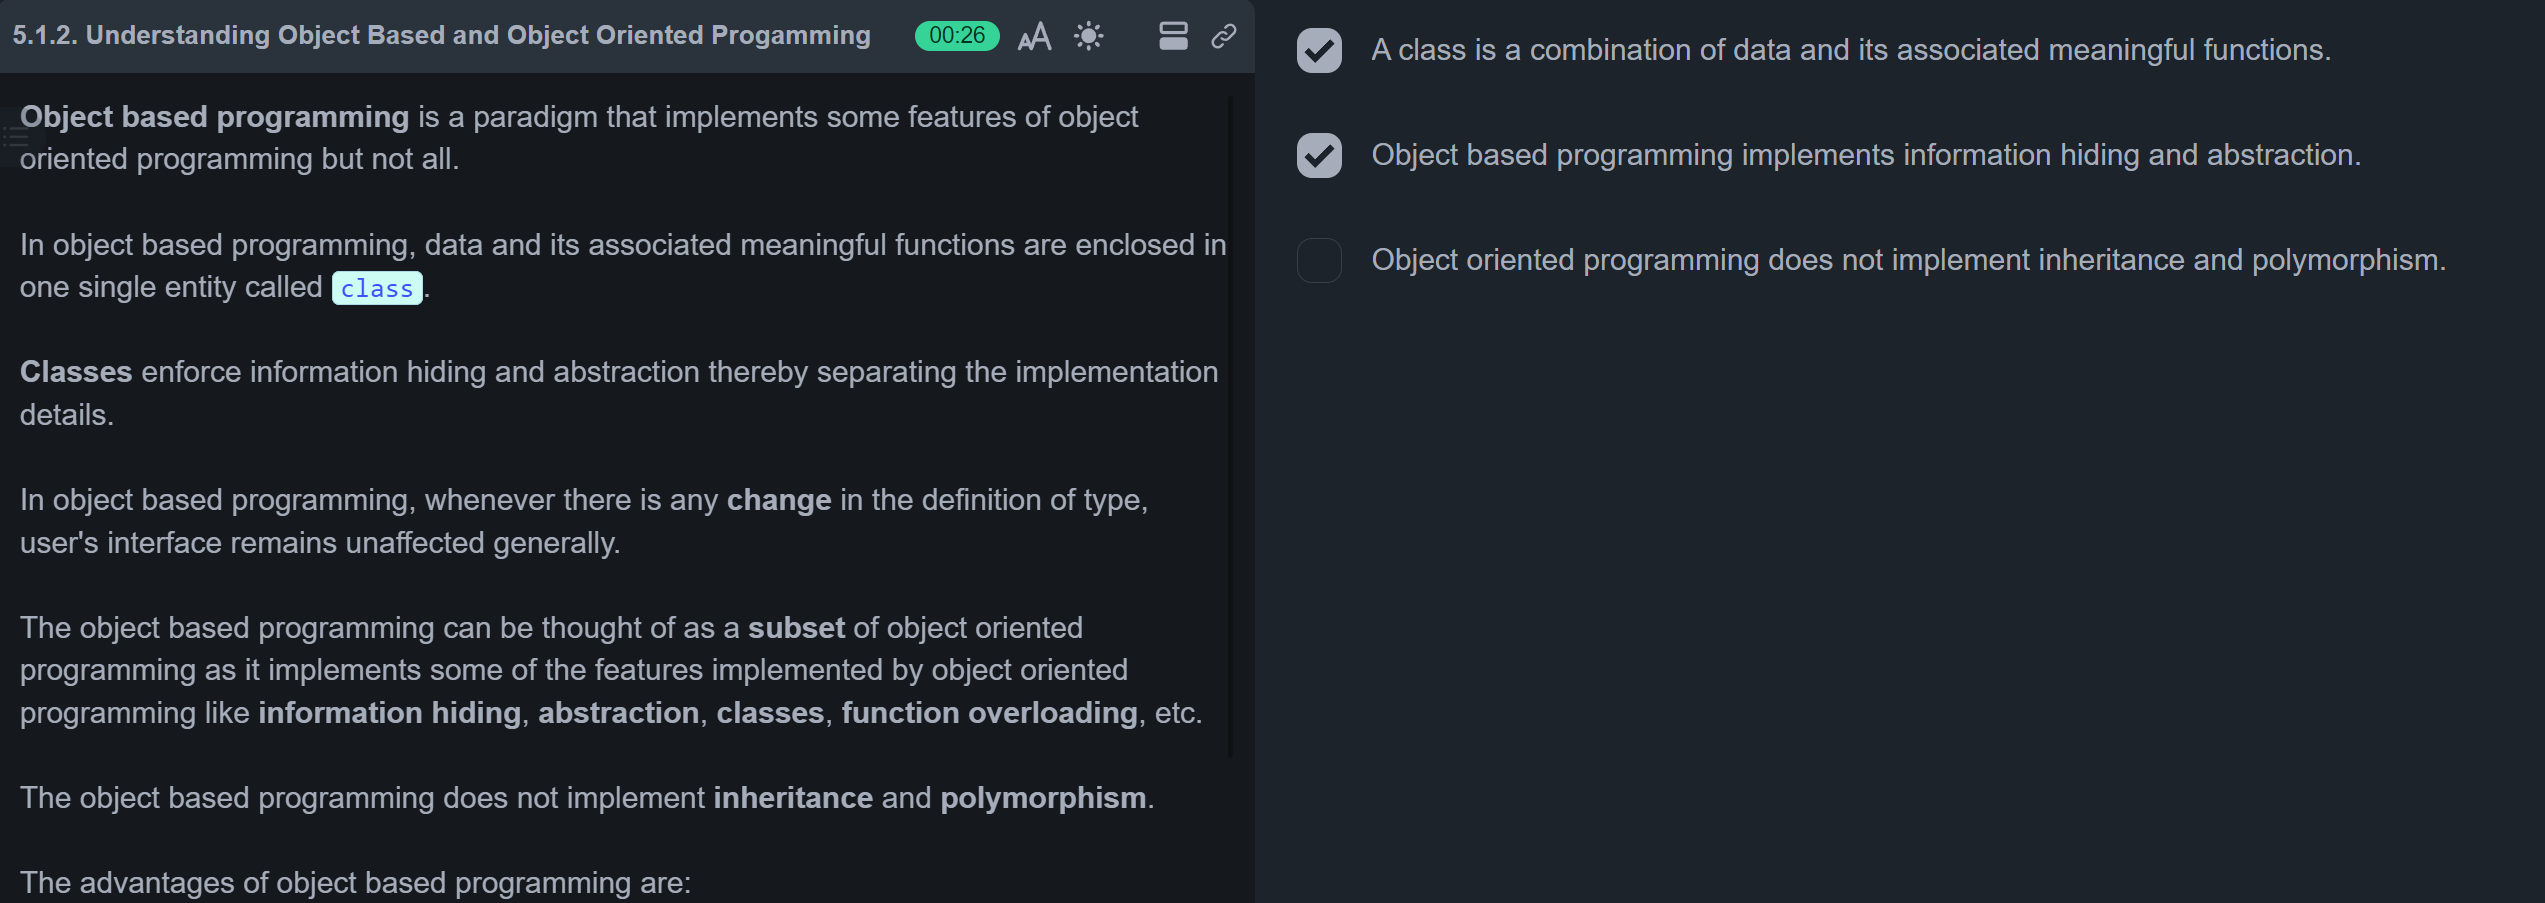 5.1.2. Understanding Object Based and Object Oriented Progamming
00:26
AA
Object based programming is a paradigm that implements some features of object
oriented programming but not all.
In object based programming, data and its associated meaningful functions are enclosed in
one single entity called class.
Classes enforce information hiding and abstraction thereby separating the implementation
details.
In object based programming, whenever there is any change in the definition of type,
user's interface remains unaffected generally.
The object based programming can be thought of as a subset of object oriented
programming as it implements some of the features implemented by object oriented
programming like information hiding, abstraction, classes, function overloading, etc.
The object based programming does not implement inheritance and polymorphism.
The advantages of object based programming are:
A class is a combination of data and its associated meaningful functions.
Object based programming implements information hiding and abstraction.
Object oriented programming does not implement inheritance and polymorphism.